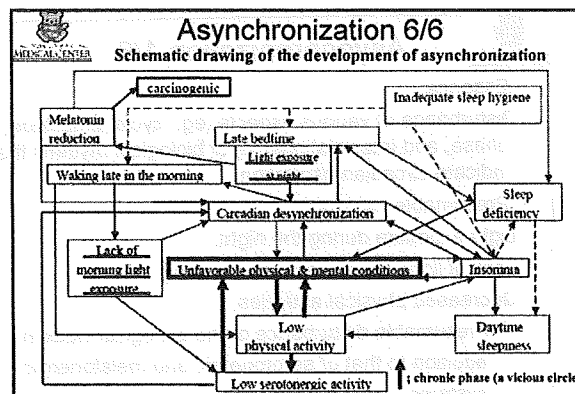 Asynchronization 6/6
MEDICAL CENTER
Schematic drawing of the development of asynchronization
carcinogenic
Inadequate sleep hygiene
Melatonin
reduction
Late bedtime
Light exposure
at night
Waking late in the morning
Sleep
deficiency
Circadian desynchronization
Lack of
morning light
exposure
Unfavorable physical & mental conditions
Insomnia
Low
physical activity
Daytime
sleepiness
Low serotonergic activity
; chronic phase (a vicious circle)